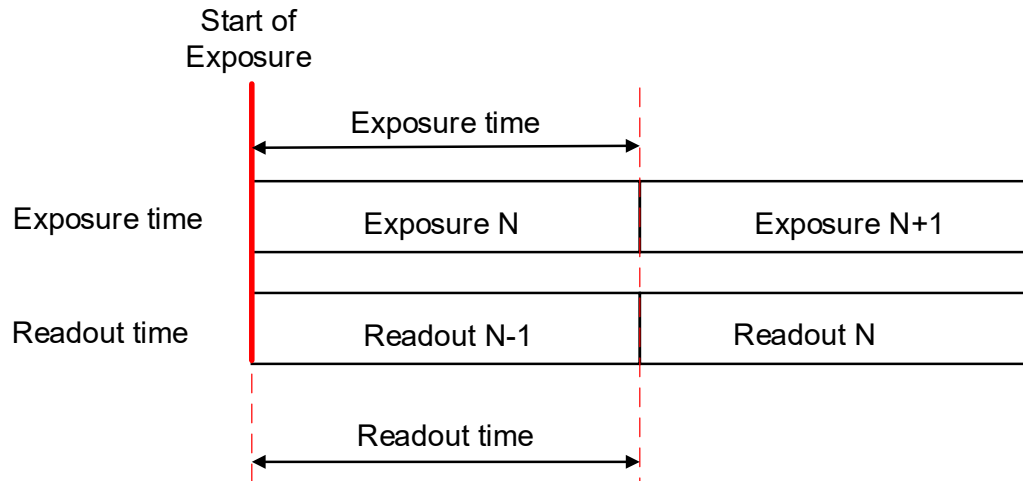 Start of
Exposure
Exposure time
Exposure time
Exposure N
Exposure N+1
Readout time
Readout N-1
Readout N
Readout time